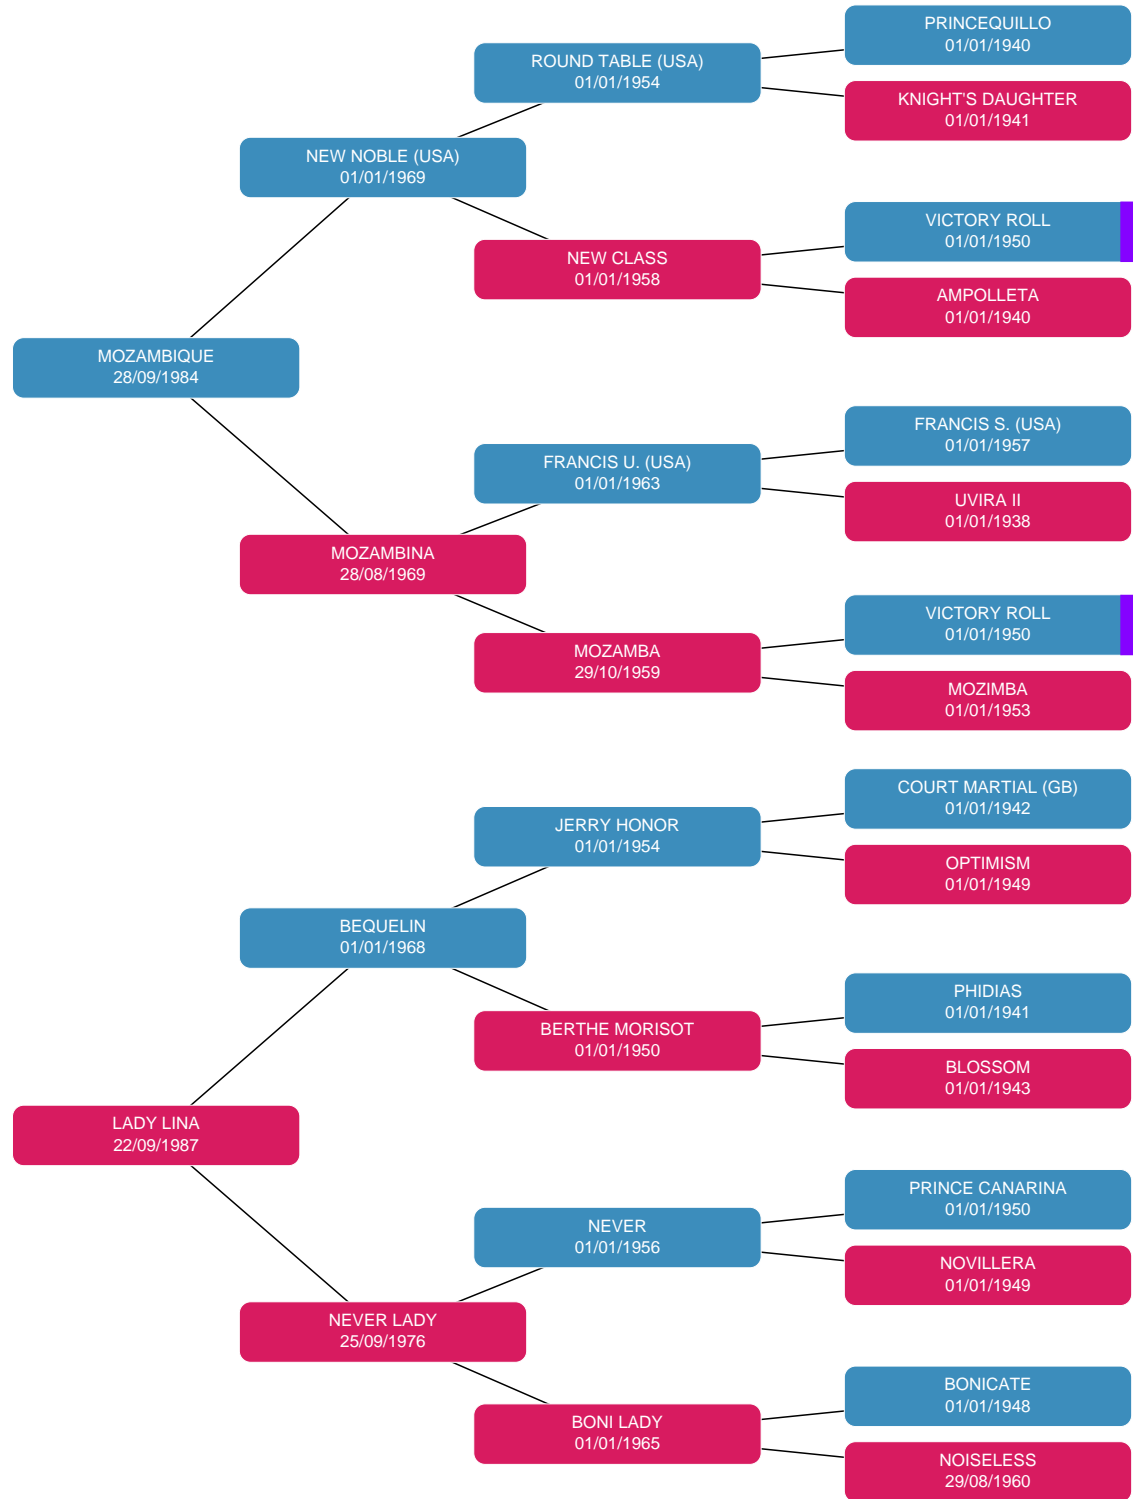 PRINCEQUILLO
01/01/1940
ROUND TABLE (USA)
01/01/1954
KNIGHT'S DAUGHTER
01/01/1941
NEW NOBLE (USA)
01/01/1969
VICTORY ROLL
01/01/1950
NEW CLASS
01/01/1958
AMPOLLETA
01/01/1940
MOZAMBIQUE
28/09/1984
FRANCIS S. (USA)
01/01/1957
FRANCIS U. (USA)
01/01/1963
UVIRA II
01/01/1938
MOZAMBINA
28/08/1969
VICTORY ROLL
01/01/1950
MOZAMBA
29/10/1959
MOZIMBA
01/01/1953
COURT MARTIAL (GB)
01/01/1942
JERRY HONOR
01/01/1954
OPTIMISM
01/01/1949
BEQUELIN
01/01/1968
PHIDIAS
01/01/1941
BERTHE MORISOT
01/01/1950
BLOSSOM
01/01/1943
LADY LINA
22/09/1987
PRINCE CANARINA
01/01/1950
NEVER
01/01/1956
NOVILLERA
01/01/1949
NEVER LADY
25/09/1976
BONICATE
01/01/1948
BONI LADY
01/01/1965
NOISELESS
29/08/1960